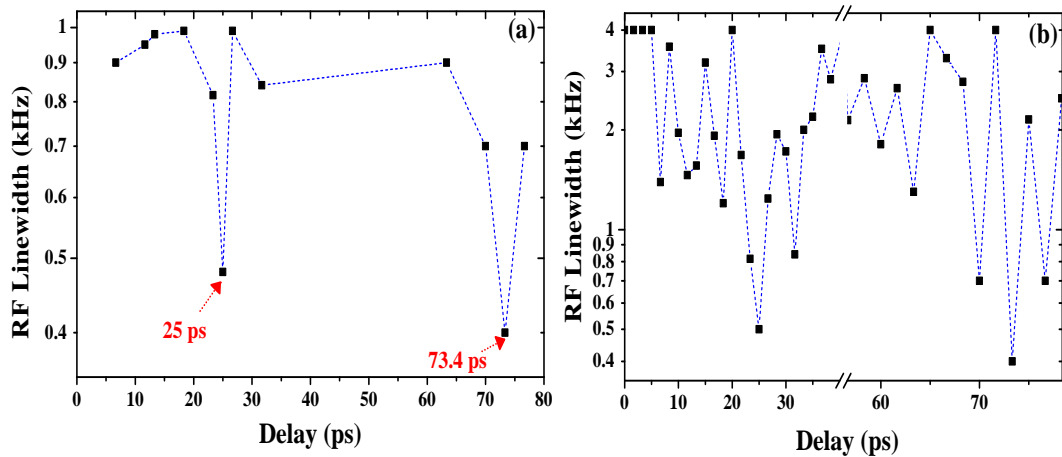 (a)
RF Linewidth (kHz)
1
0.9
0.8
0.7
0.6
0.5
0.4
25 ps
73.4 ps
0 10 20 30 40 50 60 70 80
Delay (ps)
(b)
RF Linewidth (kHz)
4
3
2
1
0.9
0.8
0.7
0.6
0.5
0.4
0 10 20 30 60 70
Delay (ps)